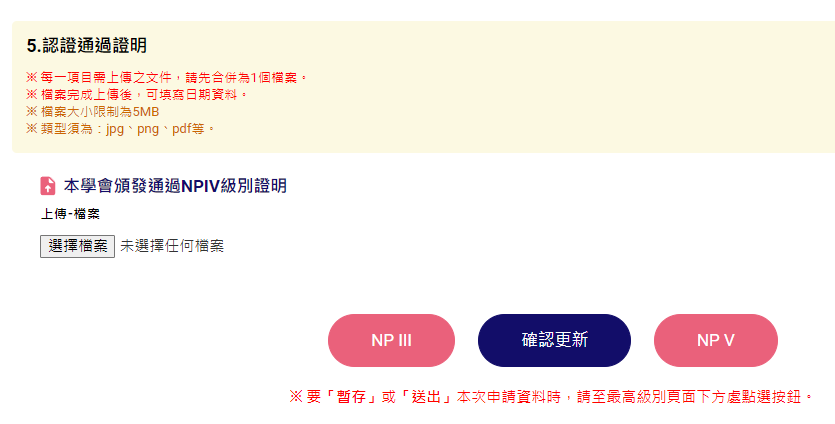 5.認證通過證明
※ 每一項目需上傳之文件，請先合併為1個檔案。
※ 檔案完成上傳後，可填寫日期資料。
※ 檔案大小限制為5MB
※ 類型須為：jpg、png、pdf等。
本學會頒發通過NPIV級別證明
上傳-檔案
選擇檔案 未選擇任何檔案
NP III 確認更新 NP V
※ 要「暫存」或「送出」本次申請資料時，請至最高級別頁面下方處點選按鈕。